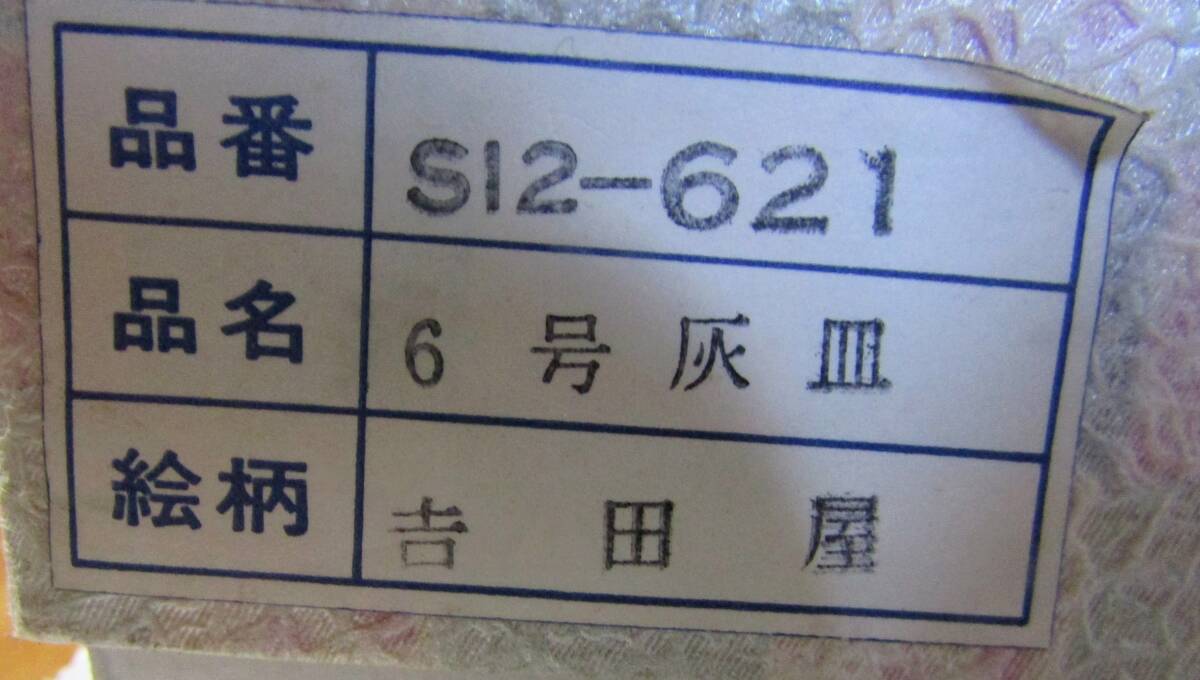 品番 S12-621
品名 6号灰皿
絵柄 吉田屋